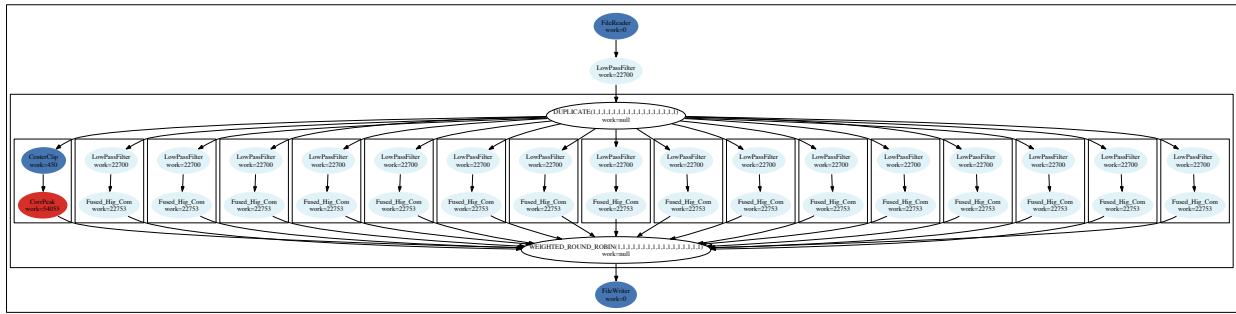 FileReader
work=0
LowPassFilter
work=22700
DUPLICATE(1,1,1,1,1,1,1,1,1,1,1,1,1,1,1,1,1)
work=null
CenterClip
work=450
LowPassFilter
work=22700
LowPassFilter
work=22700
LowPassFilter
work=22700
LowPassFilter
work=22700
LowPassFilter
work=22700
LowPassFilter
work=22700
LowPassFilter
work=22700
LowPassFilter
work=22700
LowPassFilter
work=22700
LowPassFilter
work=22700
LowPassFilter
work=22700
LowPassFilter
work=22700
LowPassFilter
work=22700
LowPassFilter
work=22700
LowPassFilter
work=22700
LowPassFilter
work=22700
CorrPeak
work=54055
Fused_Hig_Com
work=22753
Fused_Hig_Com
work=22753
Fused_Hig_Com
work=22753
Fused_Hig_Com
work=22753
Fused_Hig_Com
work=22753
Fused_Hig_Com
work=22753
Fused_Hig_Com
work=22753
Fused_Hig_Com
work=22753
Fused_Hig_Com
work=22753
Fused_Hig_Com
work=22753
Fused_Hig_Com
work=22753
Fused_Hig_Com
work=22753
Fused_Hig_Com
work=22753
Fused_Hig_Com
work=22753
Fused_Hig_Com
work=22753
Fused_Hig_Com
work=22753
WEIGHTED_ROUND_ROBIN(1,1,1,1,1,1,1,1,1,1,1,1,1,1,1,1,1)
work=null
FileWriter
work=0